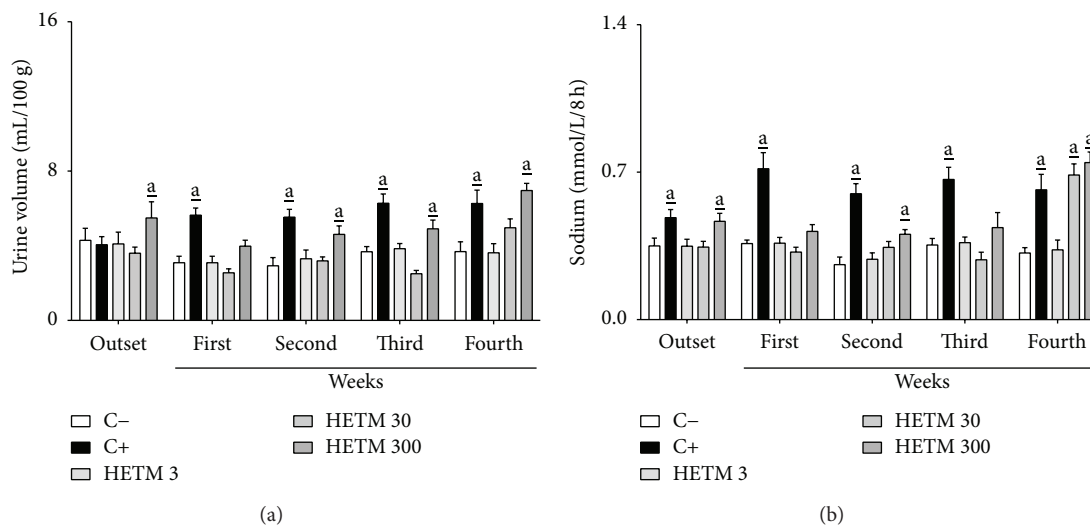 16
8
0
Urine volume (mL/100 g)
a
a
a
a
a
a
a
a
a
Outset
First
Second
Third
Fourth
Weeks
C−
C+
HETM 3
HETM 30
HETM 300
(a)
1.4
0.7
0.0
Sodium (mmol/L/8 h)
a
a
a
a
a
a
a
a
a
Outset
First
Second
Third
Fourth
Weeks
C−
C+
HETM 3
HETM 30
HETM 300
(b)